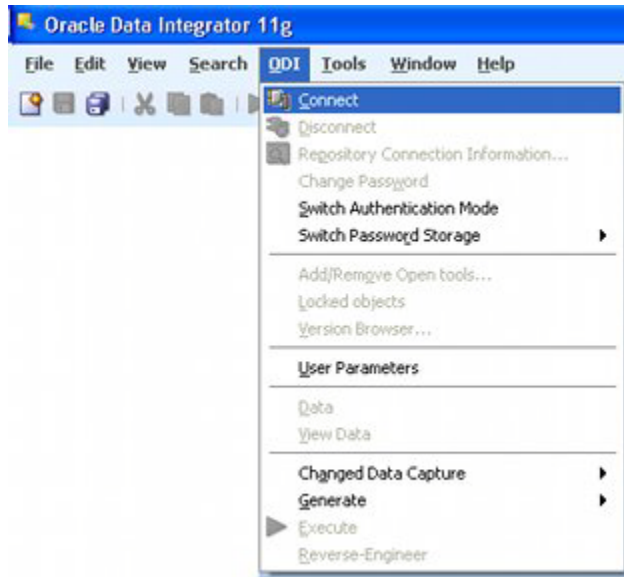 Oracle Data Integrator 11g
File Edit View Search ODI Tools Window Help
Connect
Disconnect
Repository Connection Information...
Change Password
Switch Authentication Mode
Switch Password Storage
Add/Remove Open tools...
Locked objects
Version Browser...
User Parameters
Data
View Data
Changed Data Capture
Generate
Execute
Reverse-Engineer